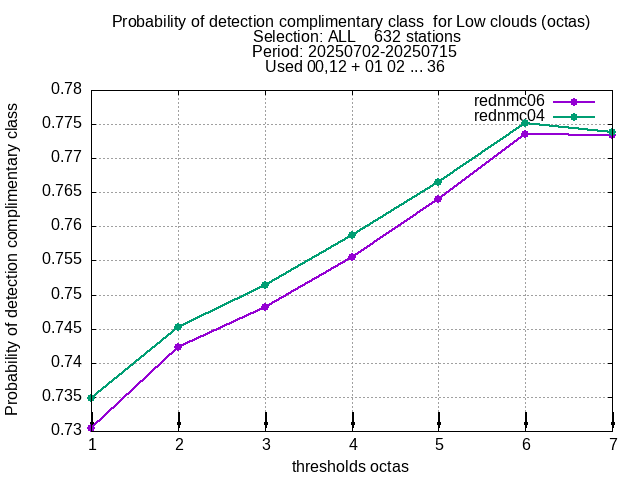 Probability of detection complimentary class  for Low clouds (octas)
Selection: ALL    632 stations
Period: 20250702-20250715
Used 00,12 + 01 02 ... 36
rednmc06
rednmc04
Probability of detection complimentary class
0.78
0.775
0.77
0.765
0.76
0.755
0.75
0.745
0.74
0.735
0.73
1 2 3 4 5 6 7
thresholds octas